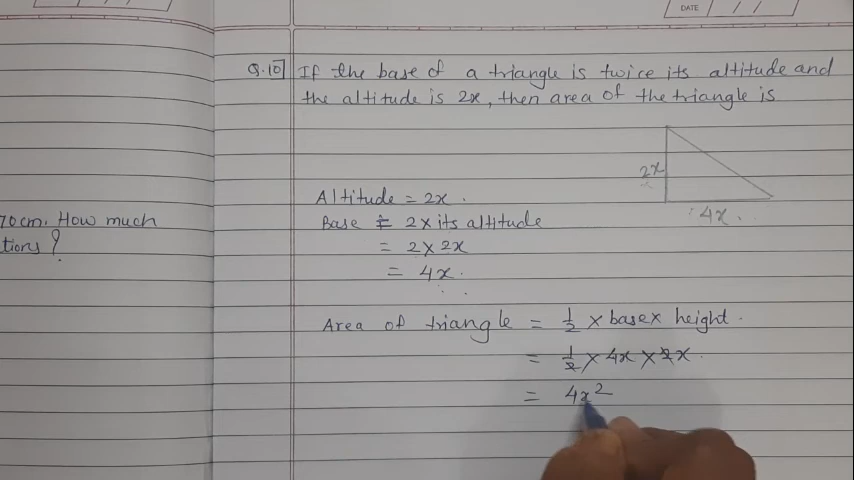 DATE
Q.10 If the base of a triangle is twice its altitude and
the altitude is 2x, then area of the triangle is
2x
4x
Altitude = 2x.
Base = 2 x its altitude
= 2 x 2x
= 4x.
Area of triangle = 1/2 x base x height.
= 1/2 x 4x x 2x.
= 4x²
70cm. How much
tions ?